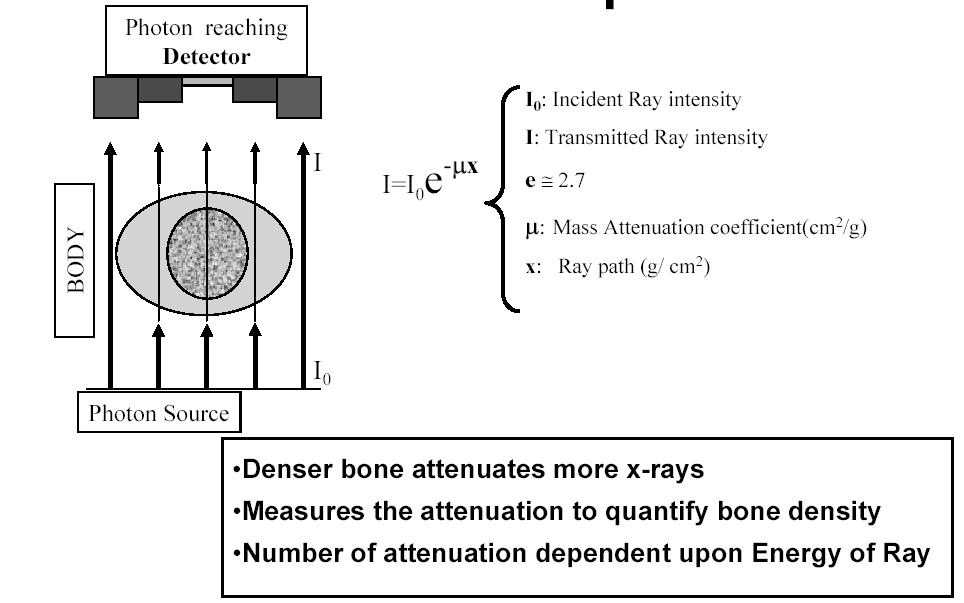 Photon reaching
Detector
I
BODY
I₀
Photon Source
I=I₀e^-μx
I₀: Incident Ray intensity
I: Transmitted Ray intensity
e ≅ 2.7
μ: Mass Attenuation coefficient(cm²/g)
x: Ray path (g/ cm²)
•Denser bone attenuates more x-rays
•Measures the attenuation to quantify bone density
•Number of attenuation dependent upon Energy of Ray